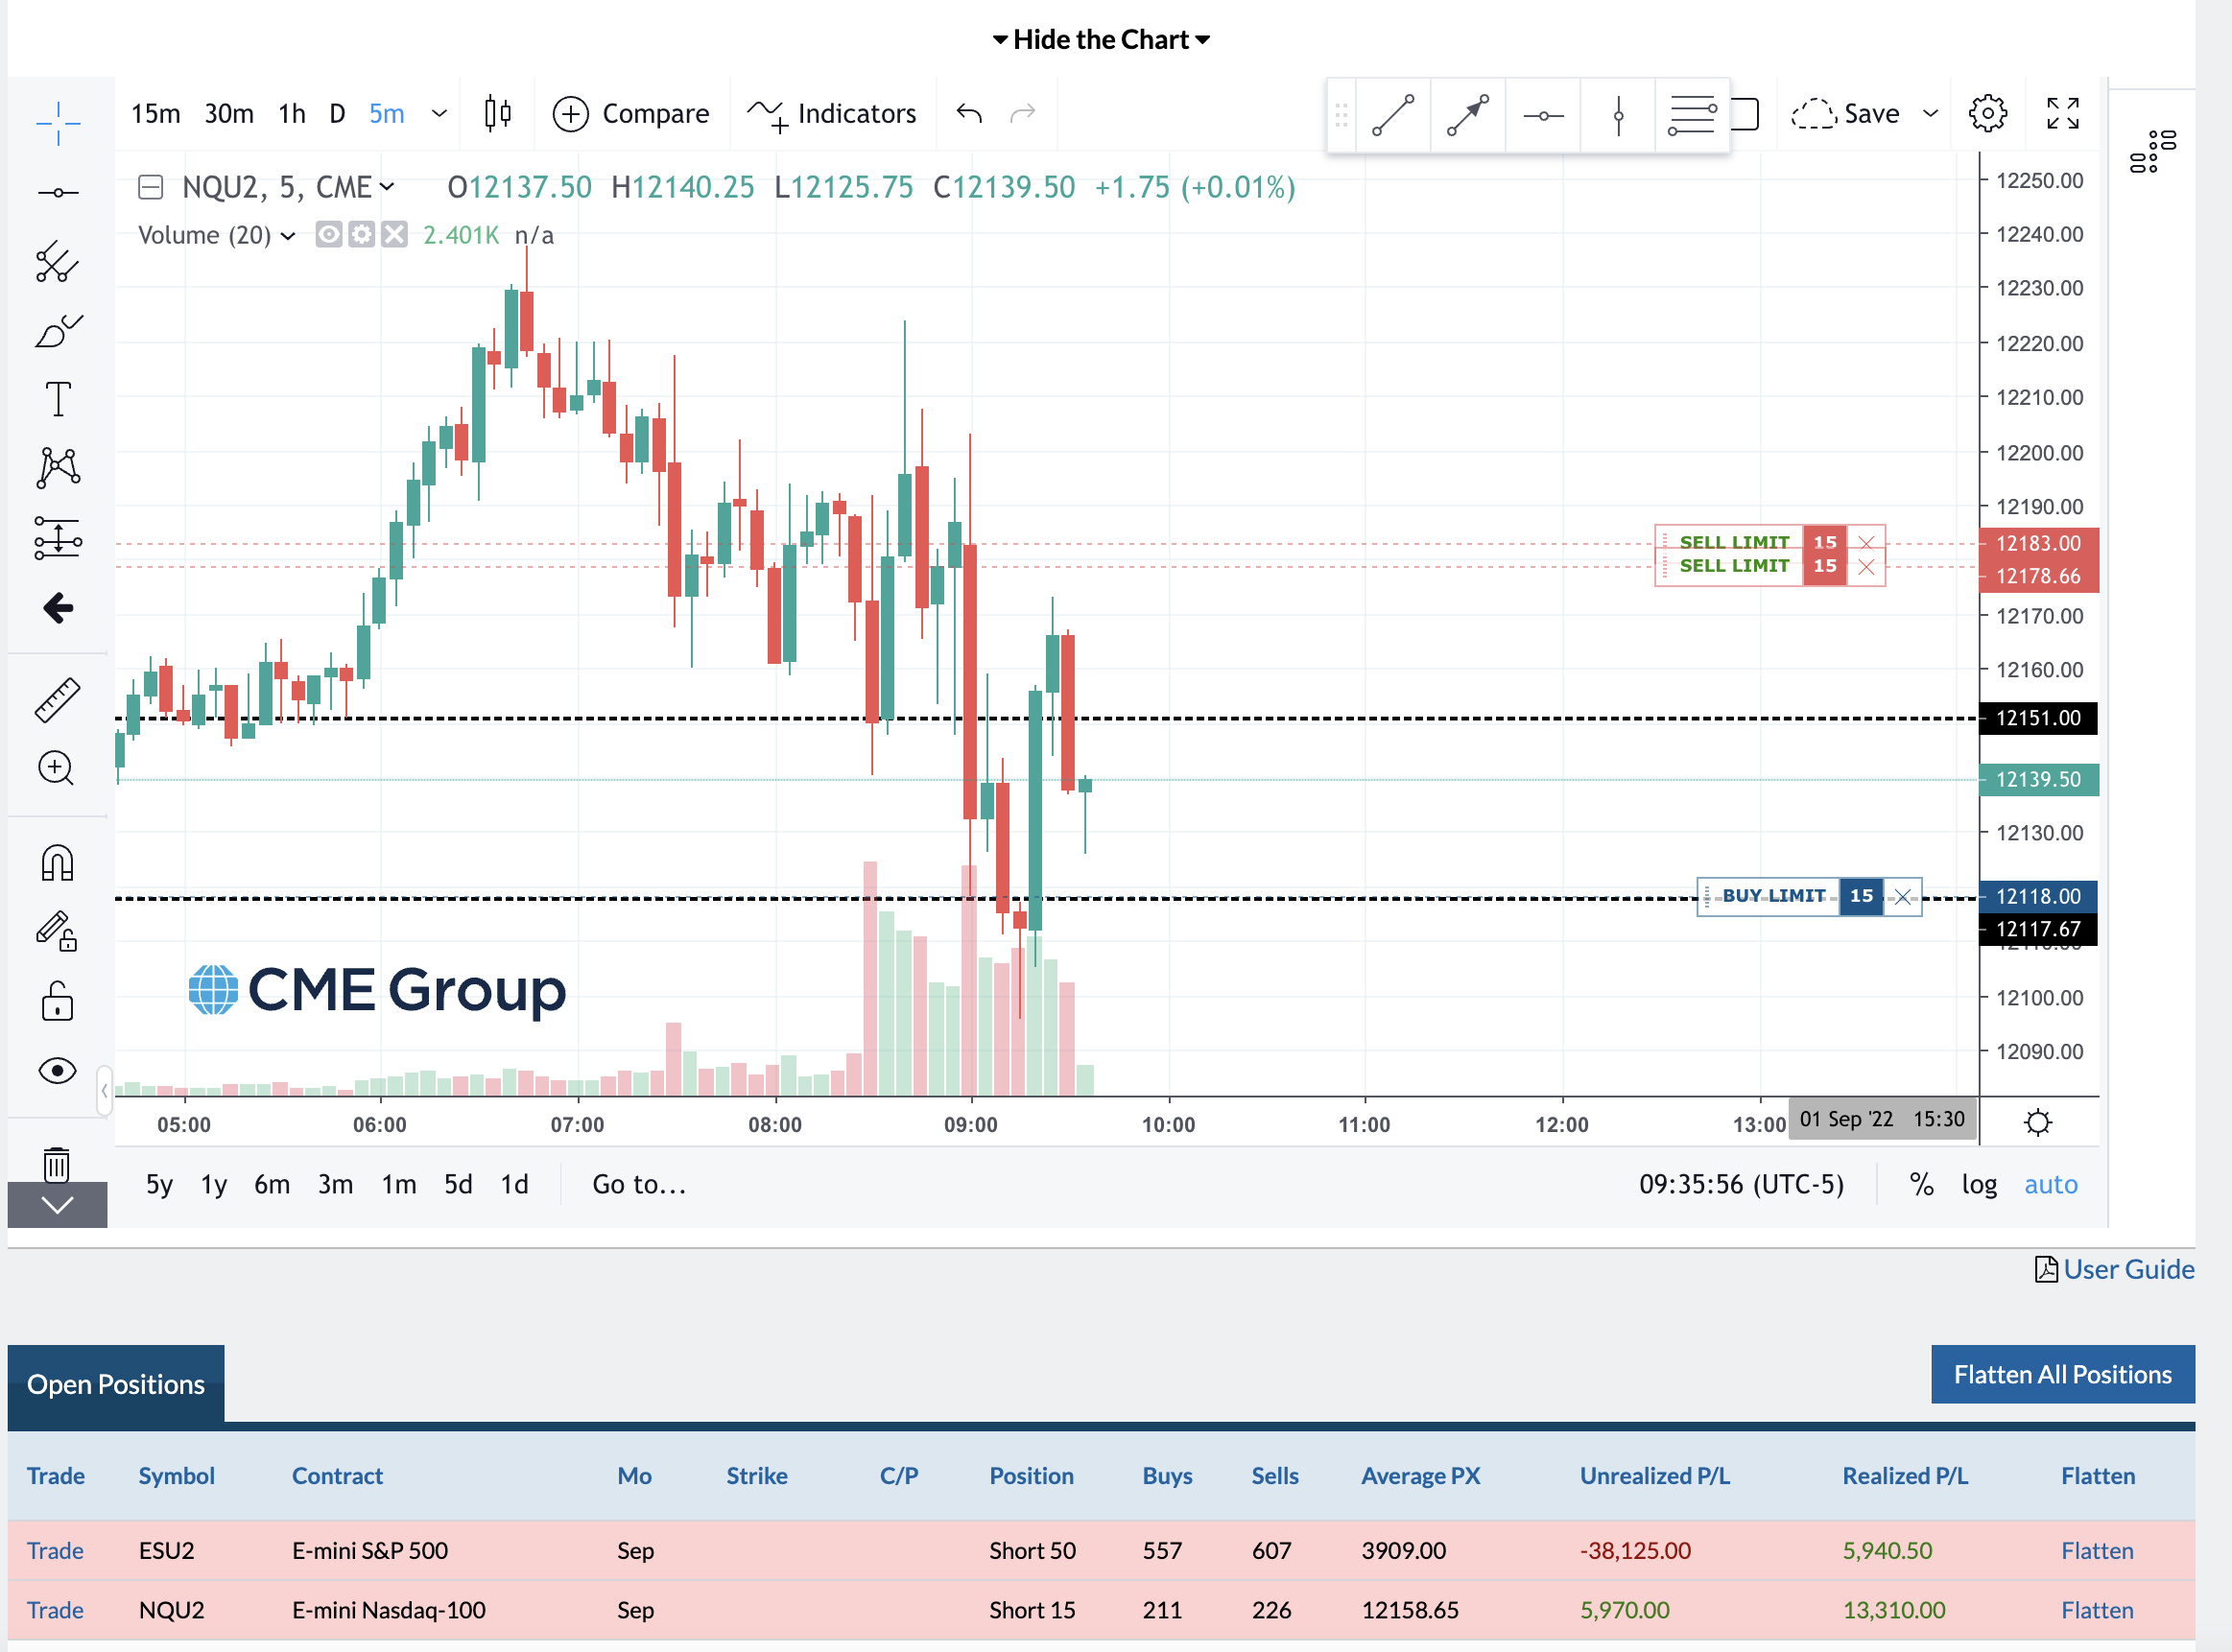 Hide the Chart
15m 30m 1h D 5m Compare Indicators Save
NQU2, 5, CME O12137.50 H12140.25 L12125.75 C12139.50 +1.75 (+0.01%)
Volume (20) 2.401K n/a
12250.00
12240.00
12230.00
12220.00
12210.00
12200.00
12190.00
SELL LIMIT 15 12183.00
SELL LIMIT 15 12178.66
12170.00
12160.00
12151.00
12139.50
12130.00
BUY LIMIT 15 12118.00
12117.67
CME Group
12100.00
12090.00
05:00 06:00 07:00 08:00 09:00 10:00 11:00 12:00 13:00 01 Sep '22 15:30
5y 1y 6m 3m 1m 5d 1d Go to... 09:35:56 (UTC-5) % log auto
User Guide
Open Positions Flatten All Positions
Trade Symbol Contract Mo Strike C/P Position Buys Sells Average PX Unrealized P/L Realized P/L Flatten
Trade ESU2 E-mini S&P 500 Sep Short 50 557 607 3909.00 -38,125.00 5,940.50 Flatten
Trade NQU2 E-mini Nasdaq-100 Sep Short 15 211 226 12158.65 5,970.00 13,310.00 Flatten